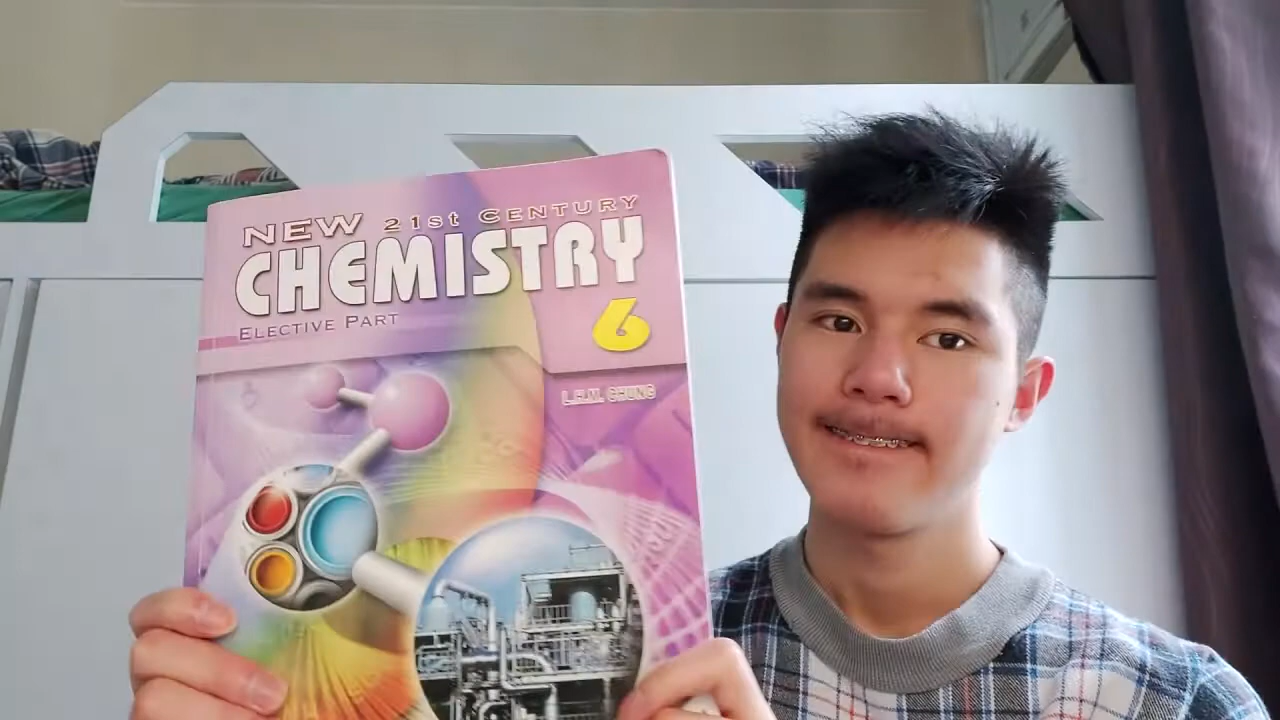 NEW 21st CENTURY
CHEMISTRY
ELECTIVE PART
6
L.H.M. CHUNG